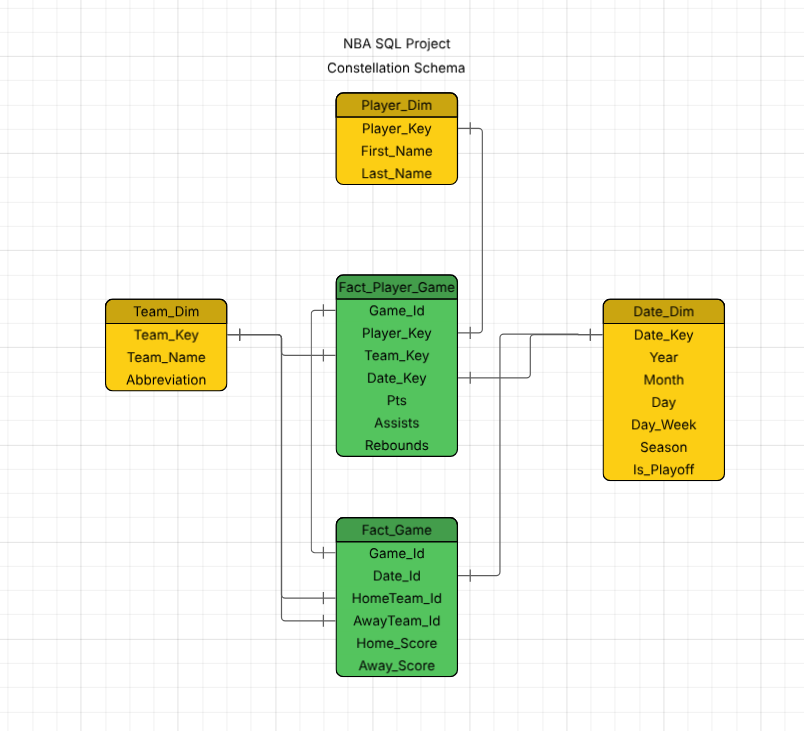 NBA SQL Project
Constellation Schema
Player_Dim
Player_Key
First_Name
Last_Name
Team_Dim
Team_Key
Team_Name
Abbreviation
Fact_Player_Game
Game_Id
Player_Key
Team_Key
Date_Key
Pts
Assists
Rebounds
Date_Dim
Date_Key
Year
Month
Day
Day_Week
Season
Is_Playoff
Fact_Game
Game_Id
Date_Id
HomeTeam_Id
AwayTeam_Id
Home_Score
Away_Score